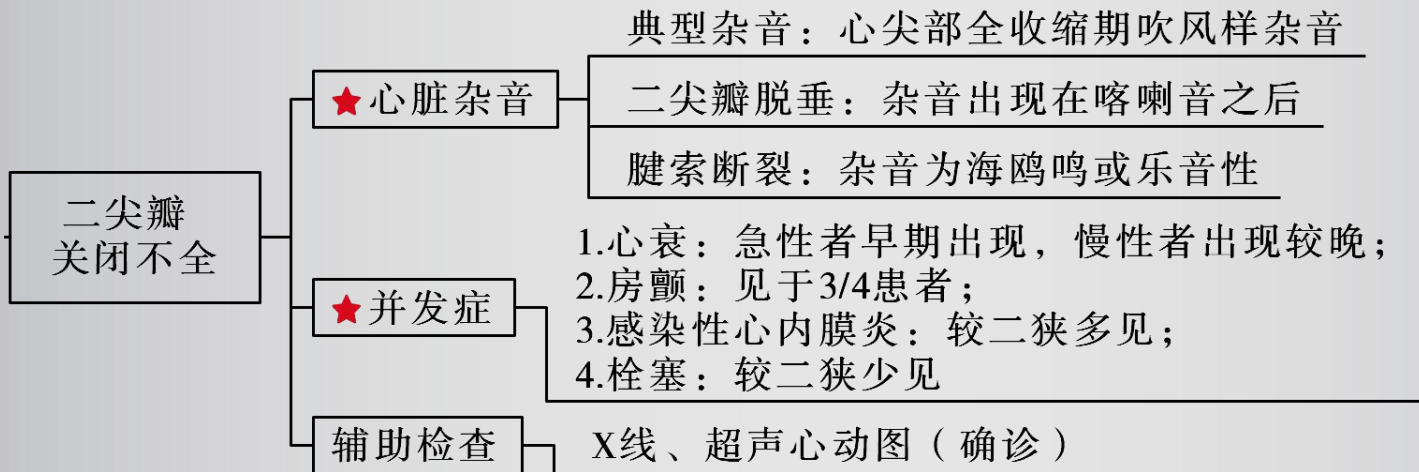 二尖瓣
关闭不全
★心脏杂音
典型杂音：心尖部全收缩期吹风样杂音
二尖瓣脱垂：杂音出现在喀喇音之后
腱索断裂：杂音为海鸥鸣或乐音性
★并发症
1.心衰：急性者早期出现，慢性者出现较晚；
2.房颤：见于3/4患者；
3.感染性心内膜炎：较二狭多见；
4.栓塞：较二狭少见
辅助检查
X线、超声心动图（确诊）